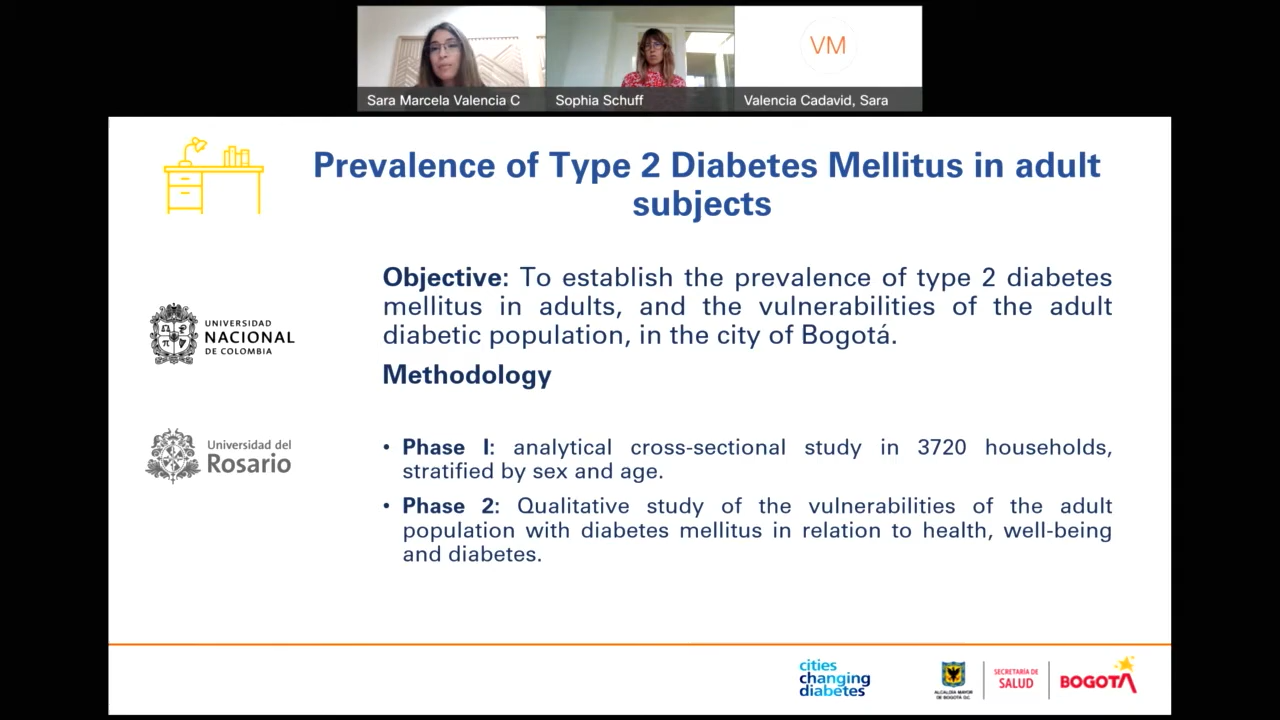 VM
Sara Marcela Valencia C
Sophia Schuff
Valencia Cadavid, Sara
Prevalence of Type 2 Diabetes Mellitus in adult
subjects
Objective: To establish the prevalence of type 2 diabetes
mellitus in adults, and the vulnerabilities of the adult
diabetic population, in the city of Bogotá.
Methodology
UNIVERSIDAD
NACIONAL
DE COLOMBIA
Universidad del
Rosario
• Phase I: analytical cross-sectional study in 3720 households,
stratified by sex and age.
• Phase 2: Qualitative study of the vulnerabilities of the adult
population with diabetes mellitus in relation to health, well-being
and diabetes.
cities
changing
diabetes
ALCALDÍA MAYOR
DE BOGOTÁ D.C.
SECRETARÍA DE
SALUD
BOGOTÁ